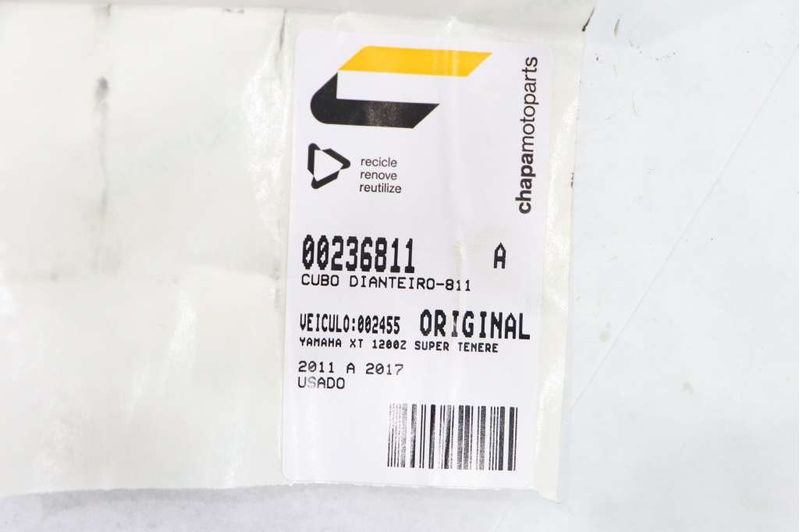 chapamotoparts
recicle
renove
reutilize
00236811 A
CUBO DIANTEIRO-811
VEICULO:002455 ORIGINAL
YAMAHA XT 1200Z SUPER TENERE
2011 A 2017
USADO